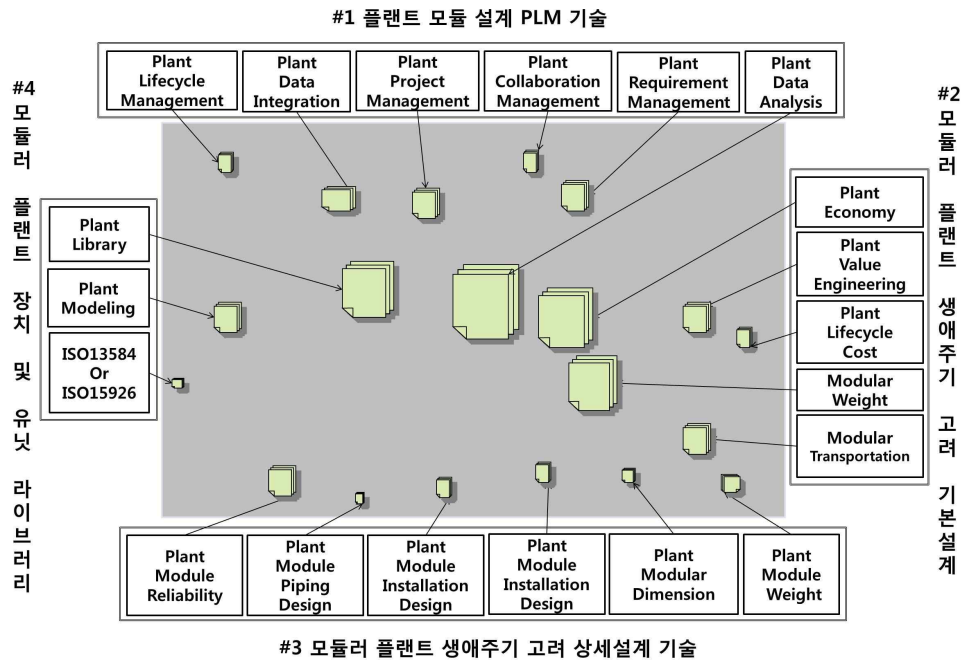 #1 플랜트 모듈 설계 PLM 기술
Plant
Lifecycle
Management
Plant
Data
Integration
Plant
Project
Management
Plant
Collaboration
Management
Plant
Requirement
Management
Plant
Data
Analysis
#4
모듈러 플랜트 장치 및 유닛 라이브러리
Plant
Library
Plant
Modeling
ISO13584
Or
ISO15926
#2
모듈러 플랜트 생애주기 고려 기본설계
Plant
Economy
Plant
Value
Engineering
Plant
Lifecycle
Cost
Modular
Weight
Modular
Transportation
Plant
Module
Reliability
Plant
Module
Piping
Design
Plant
Module
Installation
Design
Plant
Module
Installation
Design
Plant
Modular
Dimension
Plant
Module
Weight
#3 모듈러 플랜트 생애주기 고려 상세설계 기술